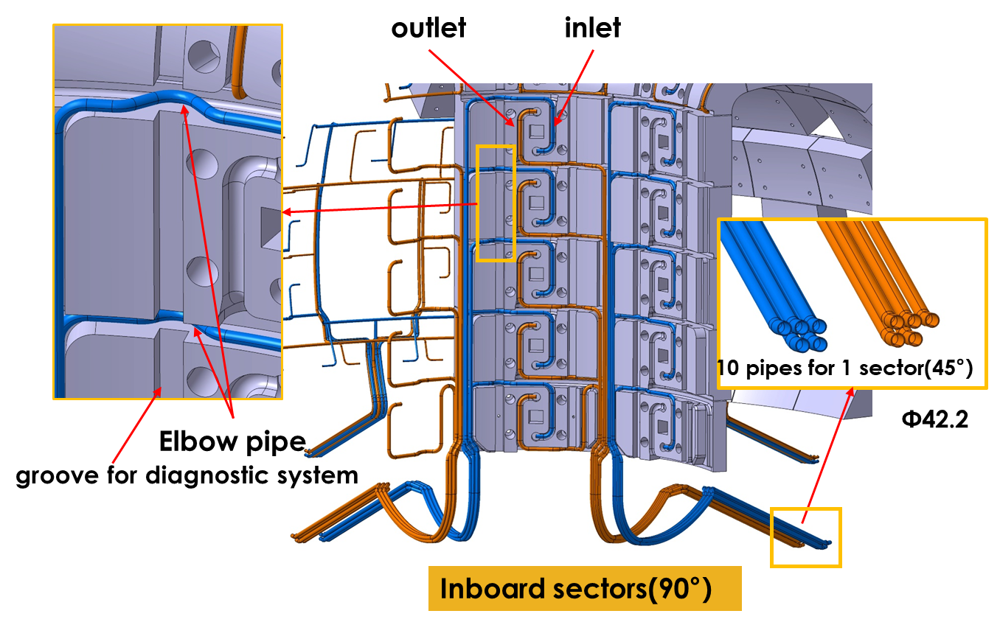 outlet
inlet
10 pipes for 1 sector(45°)
Φ42.2
Elbow pipe
groove for diagnostic system
Inboard sectors(90°)